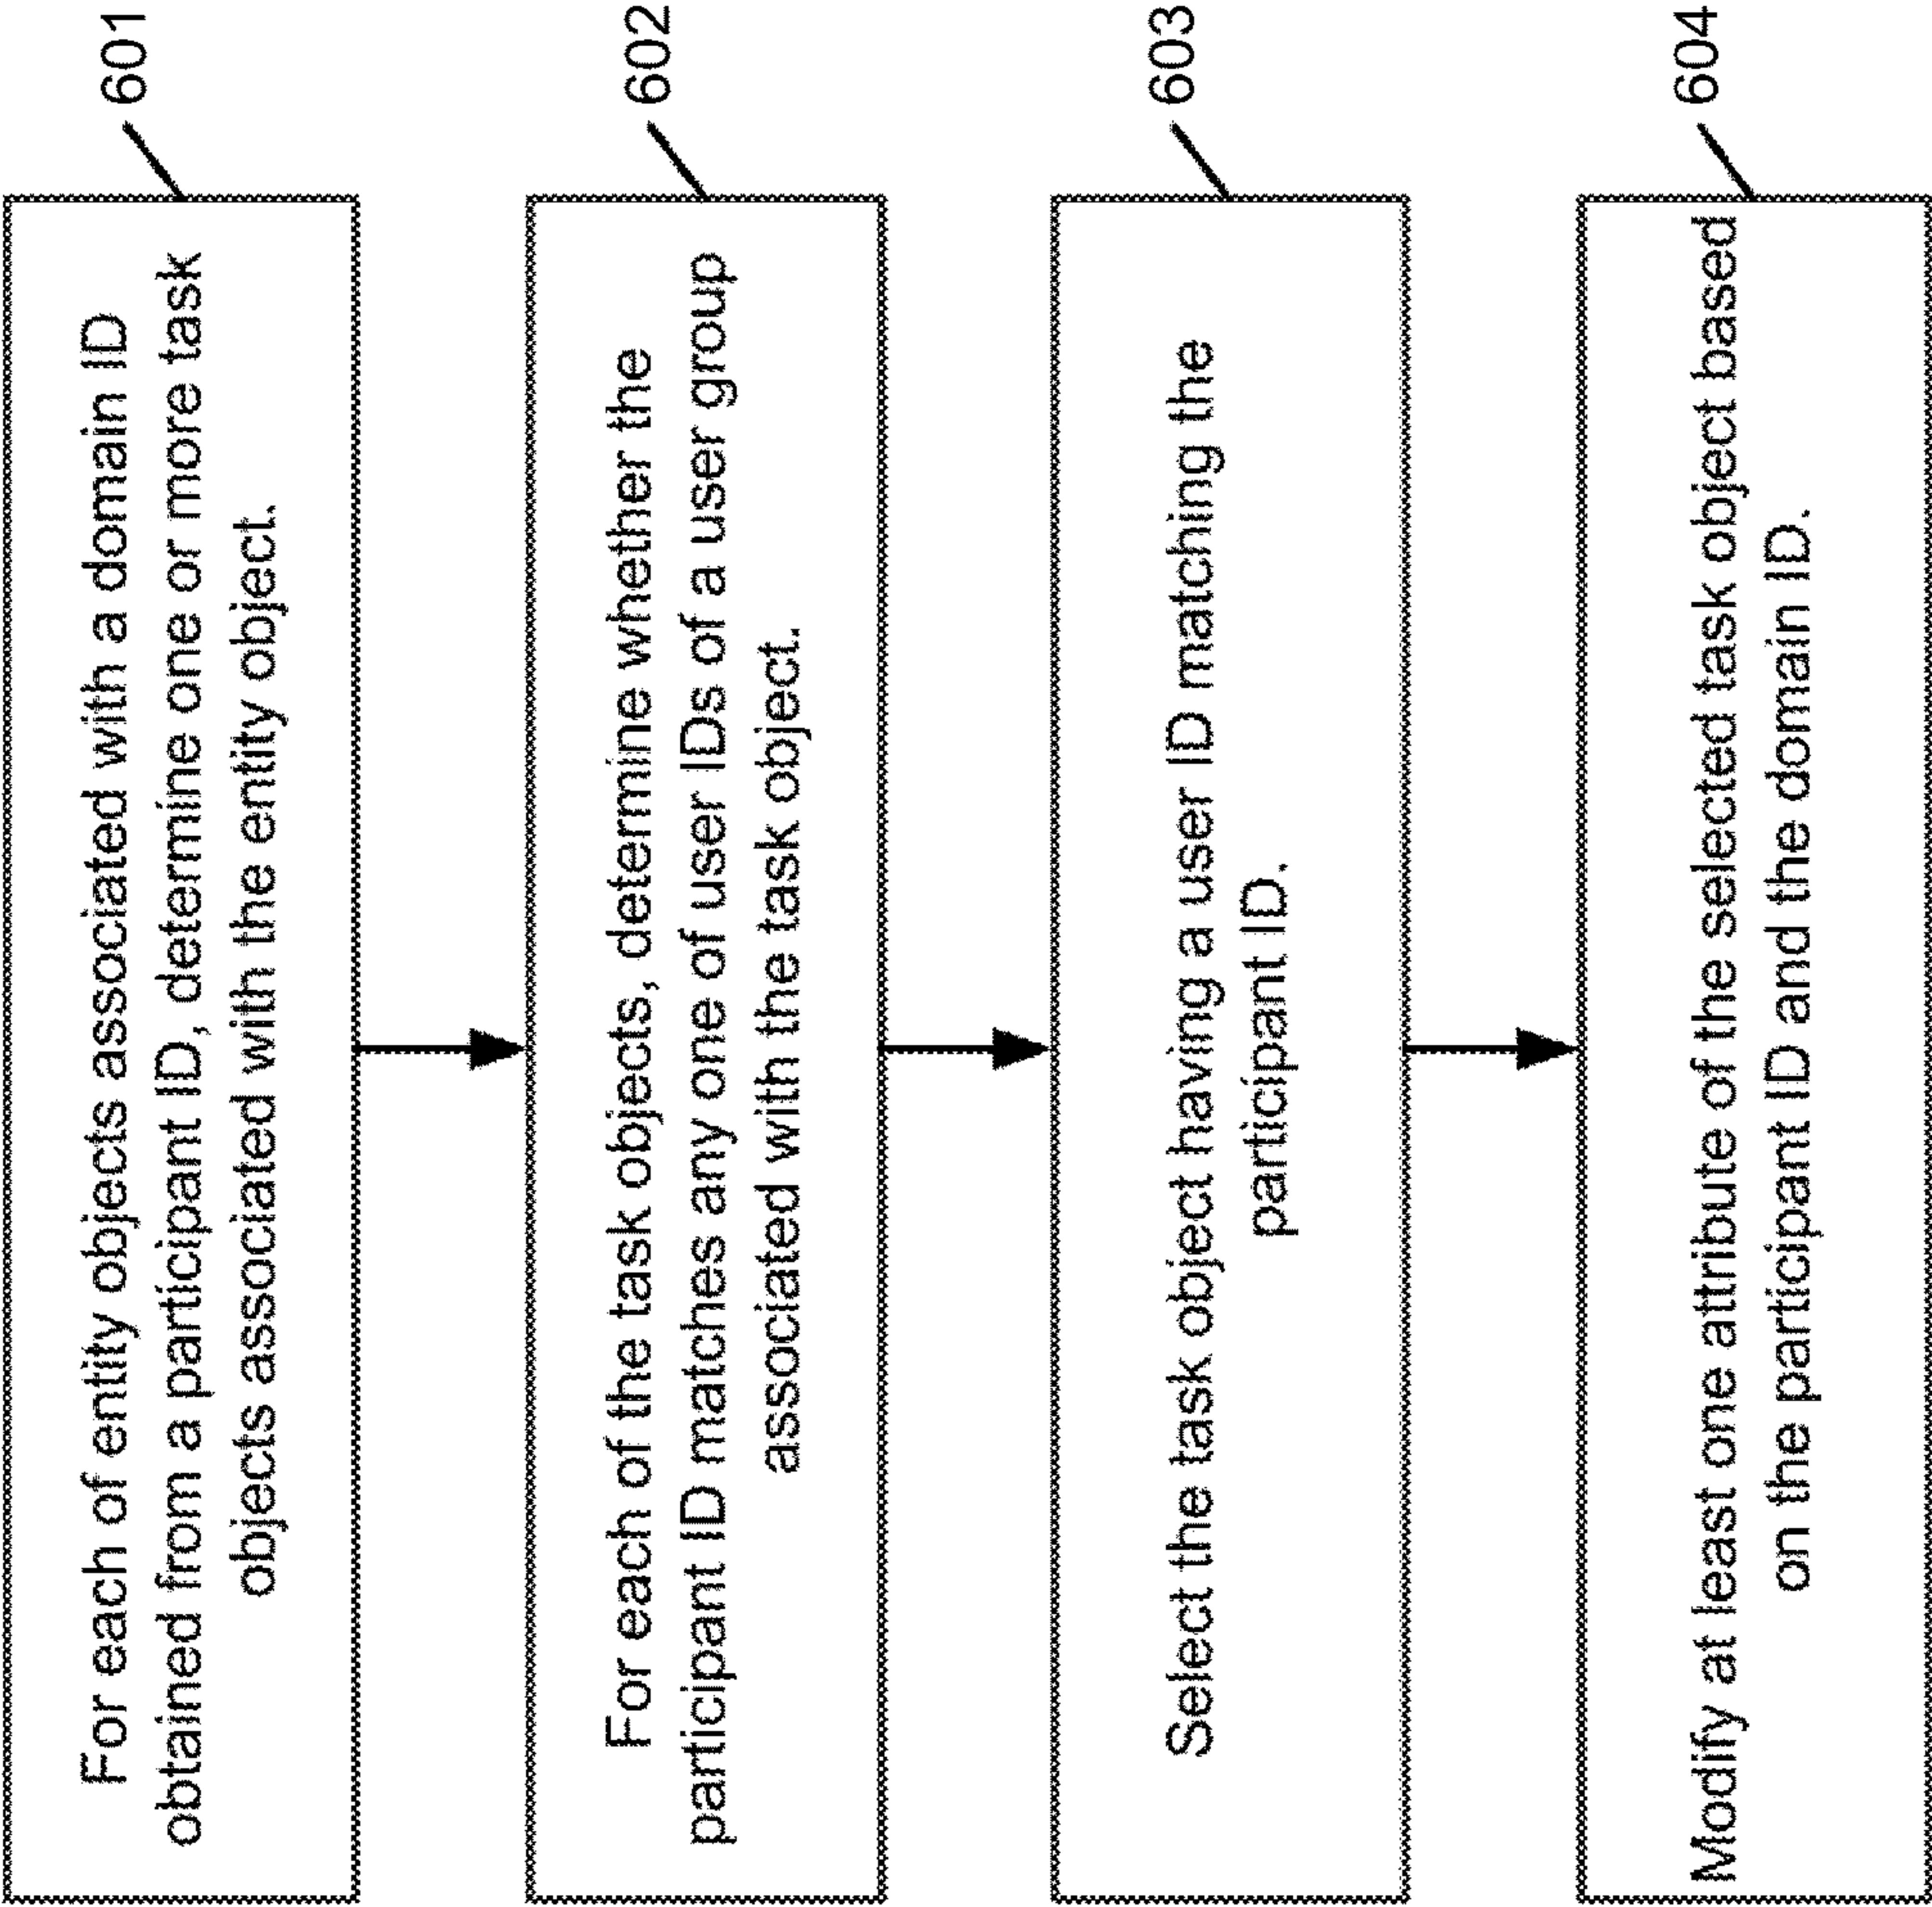 For each of entity objects associated with a domain ID
obtained from a participant ID, determine one or more task
objects associated with the entity object.
601
For each of the task objects, determine whether the
participant ID matches any one of user IDs of a user group
associated with the task object.
602
Select the task object having a user ID matching the
participant ID.
603
Modify at least one attribute of the selected task object based
on the participant ID and the domain ID.
604